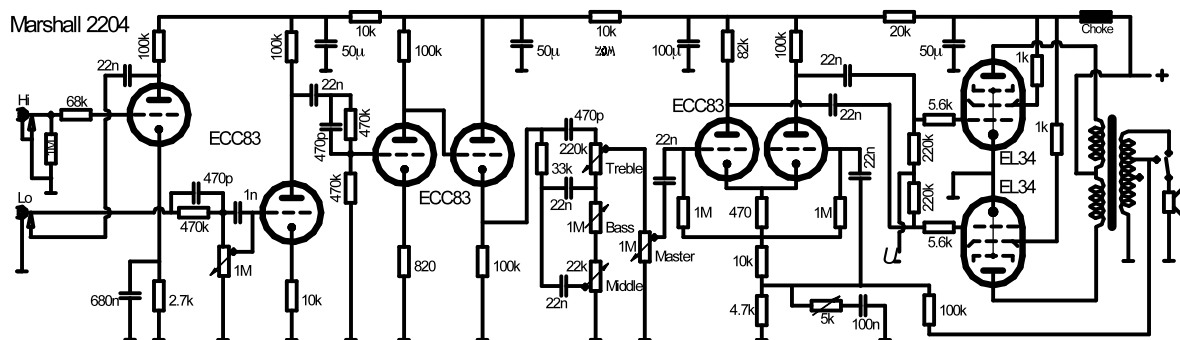 Marshall 2204
100k
22n
Hi
68k
1M
ECC83
Lo
470p
1n
470k
1M
680n
2.7k
100k
10k
50μ
22n
470p
470k
470k
10k
100k
ECC83
820
100k
50μ
10k
470p
220k
Treble
33k
22n
1M
Bass
22k
Middle
22n
1M
Master
100μ
82k
100k
ECC83
22n
22n
22n
22n
1M
470
1M
10k
4.7k
5k
100n
20k
50μ
220k
220k
5.6k
5.6k
EL34
EL34
1k
1k
Choke
+
U-
100k